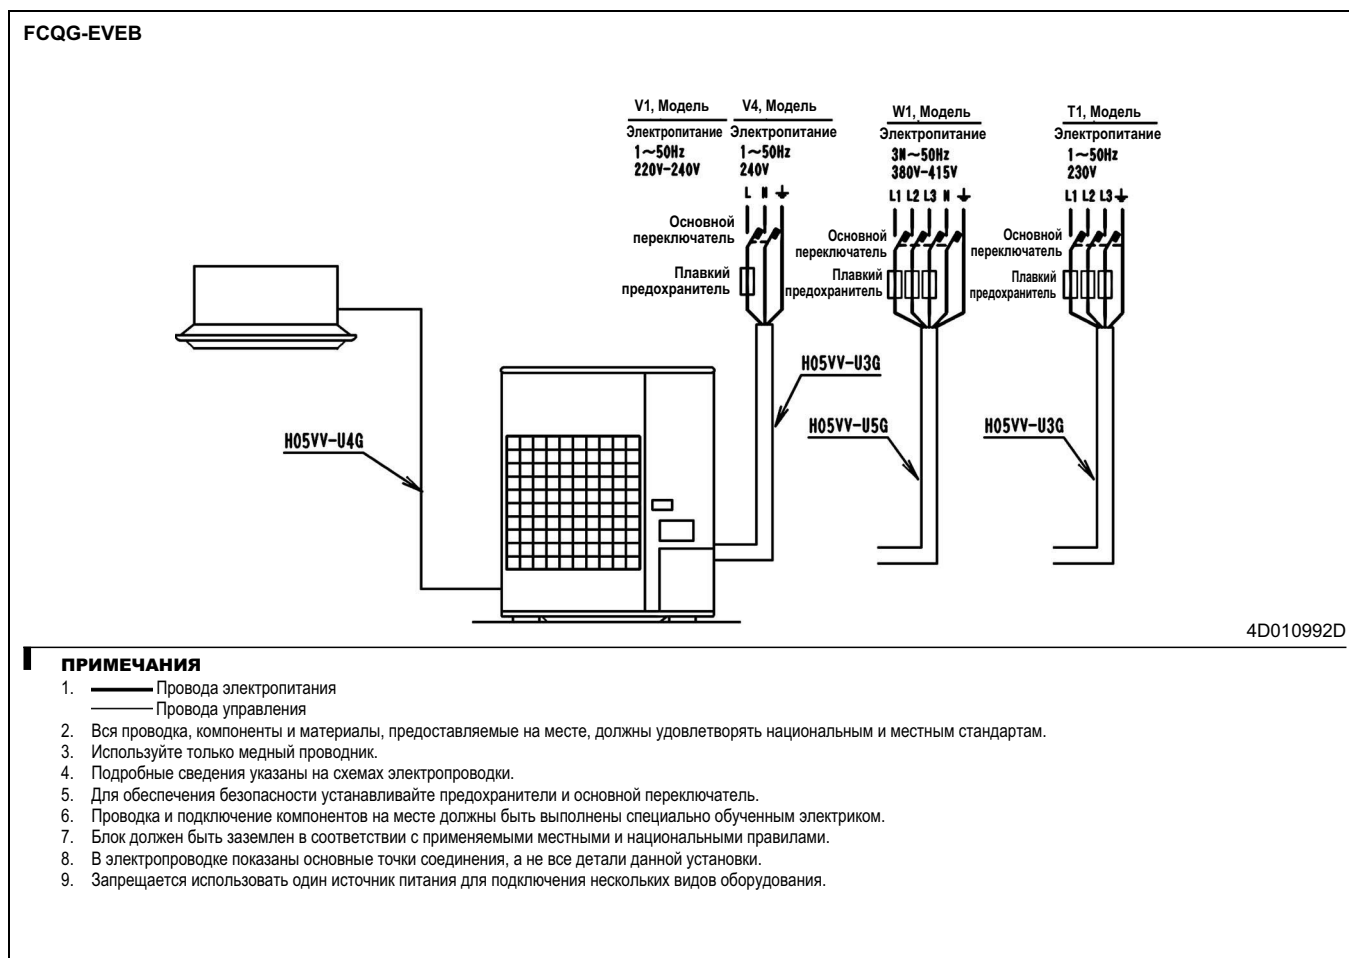 FCQG-EVEB
V1, Модель
Электропитание
1~50Hz
220V-240V
V4, Модель
Электропитание
1~50Hz
240V
L N
Основной
переключатель
Плавкий
предохранитель
W1, Модель
Электропитание
3N~50Hz
380V-415V
L1 L2 L3 N
Основной
переключатель
Плавкий
предохранитель
T1, Модель
Электропитание
1~50Hz
230V
L1 L2 L3
Основной
переключатель
Плавкий
предохранитель
H05VV-U4G
H05VV-U3G
H05VV-U5G
H05VV-U3G
4D010992D
ПРИМЕЧАНИЯ
1. Провода электропитания
Провода управления
2. Вся проводка, компоненты и материалы, предоставляемые на месте, должны удовлетворять национальным и местным стандартам.
3. Используйте только медный проводник.
4. Подробные сведения указаны на схемах электропроводки.
5. Для обеспечения безопасности устанавливайте предохранители и основной переключатель.
6. Проводка и подключение компонентов на месте должны быть выполнены специально обученным электриком.
7. Блок должен быть заземлен в соответствии с применяемыми местными и национальными правилами.
8. В электропроводке показаны основные точки соединения, а не все детали данной установки.
9. Запрещается использовать один источник питания для подключения нескольких видов оборудования.